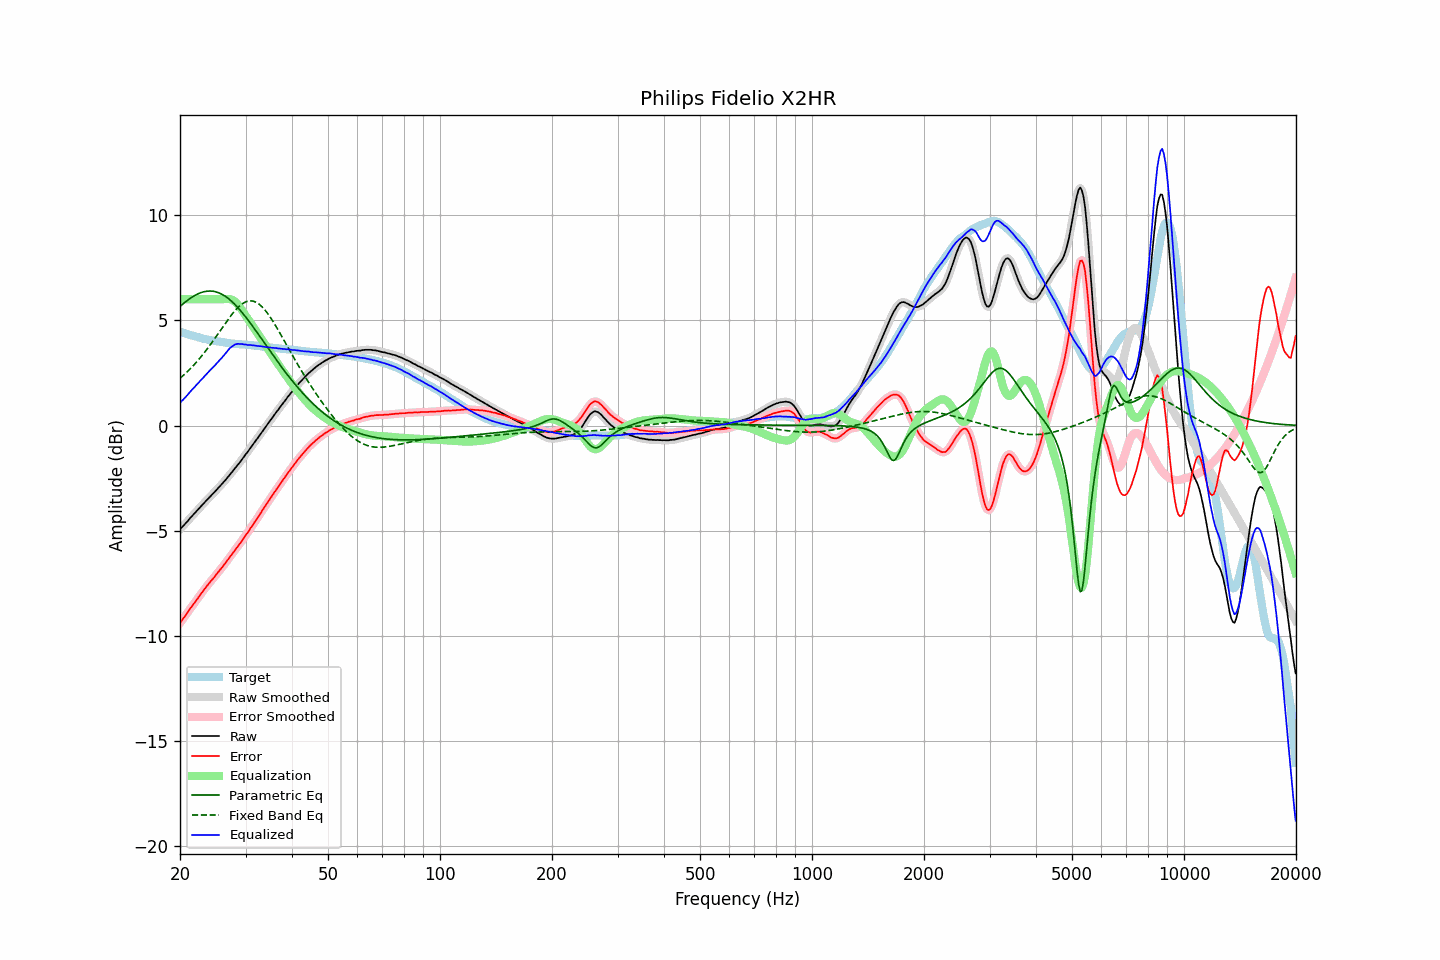 Philips Fidelio X2HR
Amplitude (dBr)
10
5
0
−5
−10
−15
−20
Target
Raw Smoothed
Error Smoothed
Raw
Error
Equalization
Parametric Eq
Fixed Band Eq
Equalized
20 50 100 200 500 1000 2000 5000 10000 20000
Frequency (Hz)